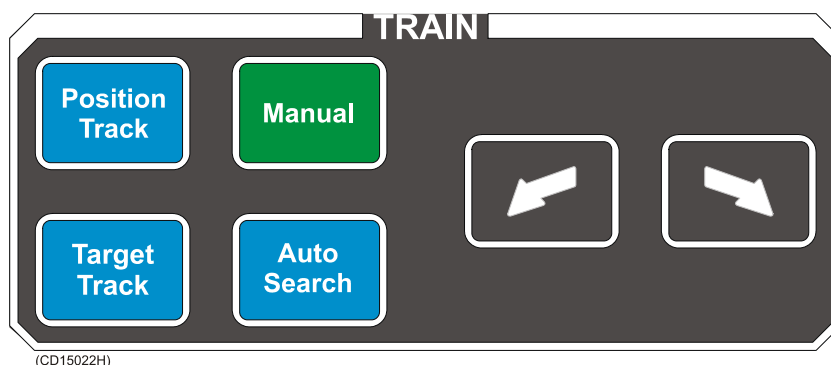 TRAIN
Position
Track
Manual
Target
Track
Auto
Search
(CD15022H)